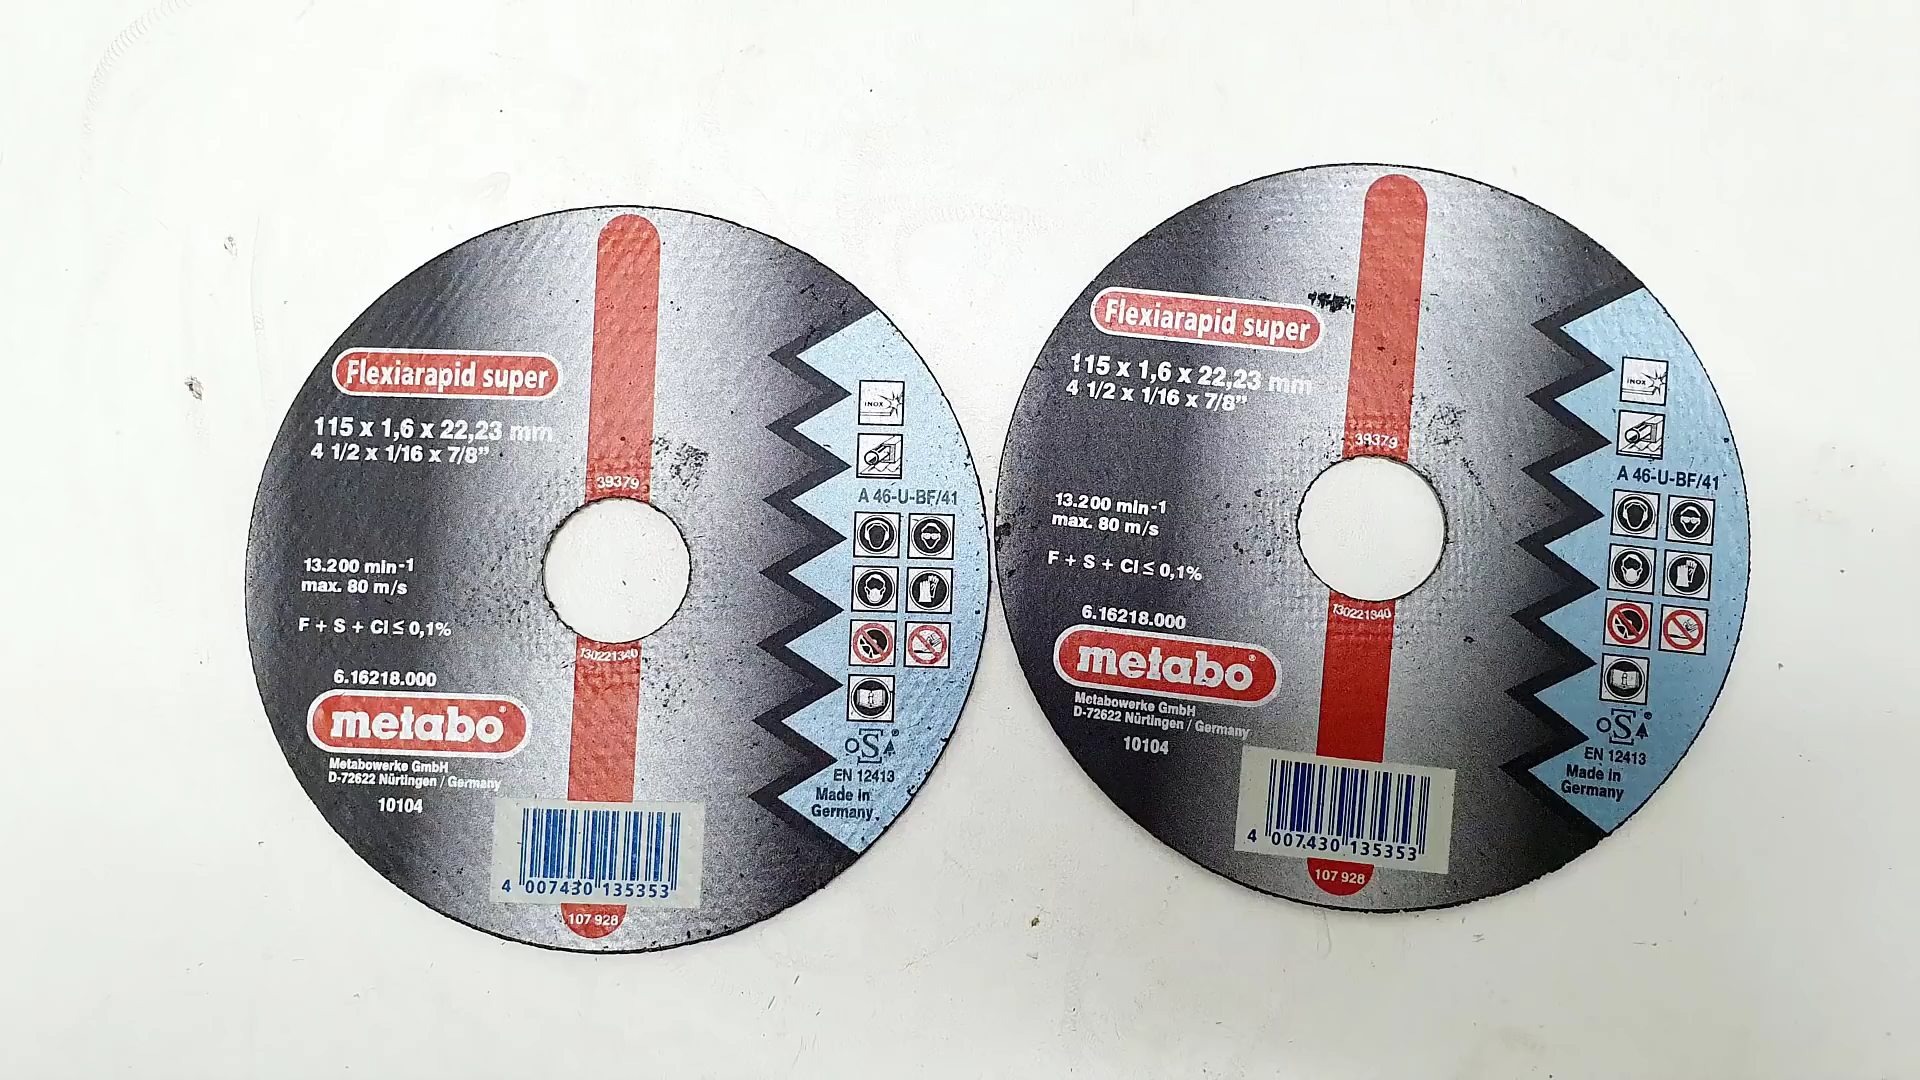 Flexiarapid super
115 x 1,6 x 22,23 mm
4 1/2 x 1/16 x 7/8”
39379
INOX
A 46-U-BF/41
13.200 min-1
max. 80 m/s
F + S + Cl ≤ 0,1%
130221340
6.16218.000
metabo®
Metabowerke GmbH
D-72622 Nürtingen / Germany
10104
oSA®
EN 12413
Made in
Germany
4 007430 135353
107 928
Flexiarapid super
115 x 1,6 x 22,23 mm
4 1/2 x 1/16 x 7/8”
39379
INOX
A 46-U-BF/41
13.200 min-1
max. 80 m/s
F + S + Cl ≤ 0,1%
130221340
6.16218.000
metabo®
Metabowerke GmbH
D-72622 Nürtingen / Germany
10104
oSA®
EN 12413
Made in
Germany
4 007430 135353
107 928